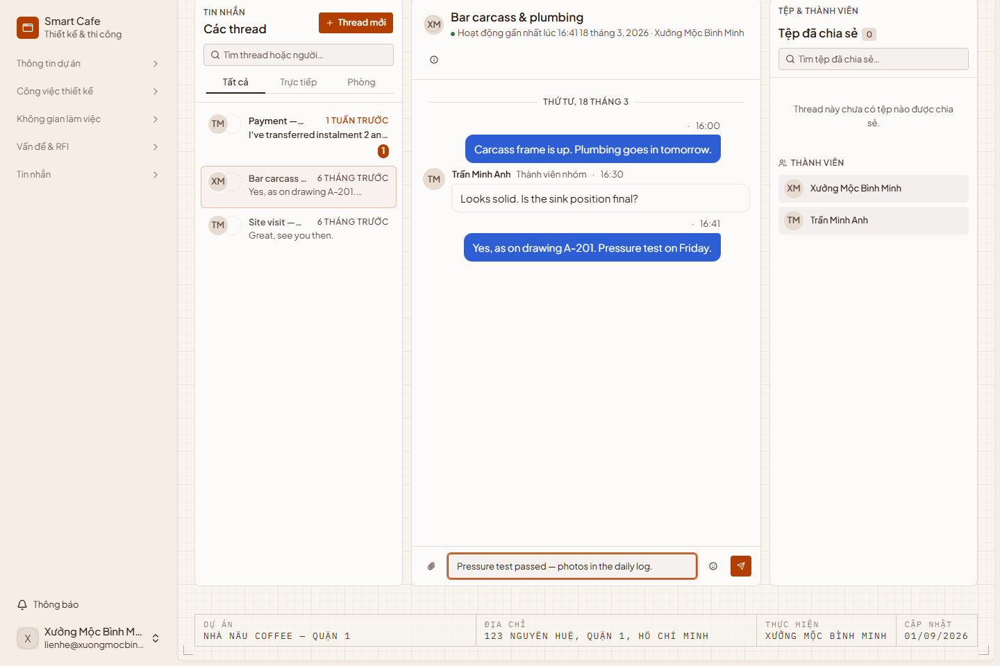 Smart Cafe
Thiết kế & thi công
Thông tin dự án
Công việc thiết kế
Không gian làm việc
Vấn đề & RFI
Tin nhắn
Thông báo
X
Xưởng Mộc Bình M...
lienhe@xuongmocbin...
TIN NHẮN
Các thread
+ Thread mới
Tìm thread hoặc người...
Tất cả
Trực tiếp
Phòng
TM
Payment —...
1 TUẦN TRƯỚC
I've transferred instalment 2 an...
1
XM
Bar carcass ...
6 THÁNG TRƯỚC
Yes, as on drawing A-201....
TM
Site visit —...
6 THÁNG TRƯỚC
Great, see you then.
XM
Bar carcass & plumbing
Hoạt động gần nhất lúc 16:41 18 tháng 3, 2026 · Xưởng Mộc Bình Minh
THỨ TƯ, 18 THÁNG 3
· 16:00
Carcass frame is up. Plumbing goes in tomorrow.
TM
Trần Minh Anh Thành viên nhóm · 16:30
Looks solid. Is the sink position final?
· 16:41
Yes, as on drawing A-201. Pressure test on Friday.
Pressure test passed — photos in the daily log.
TỆP & THÀNH VIÊN
Tệp đã chia sẻ 0
Tìm tệp đã chia sẻ...
Thread này chưa có tệp nào được chia
sẻ.
THÀNH VIÊN
XM Xưởng Mộc Bình Minh
TM Trần Minh Anh
DỰ ÁN
NHÀ NÂU COFFEE — QUẬN 1
ĐỊA CHỈ
123 NGUYỄN HUỆ, QUẬN 1, HỒ CHÍ MINH
THỰC HIỆN
XƯỞNG MỘC BÌNH MINH
CẬP NHẬT
01/09/2026